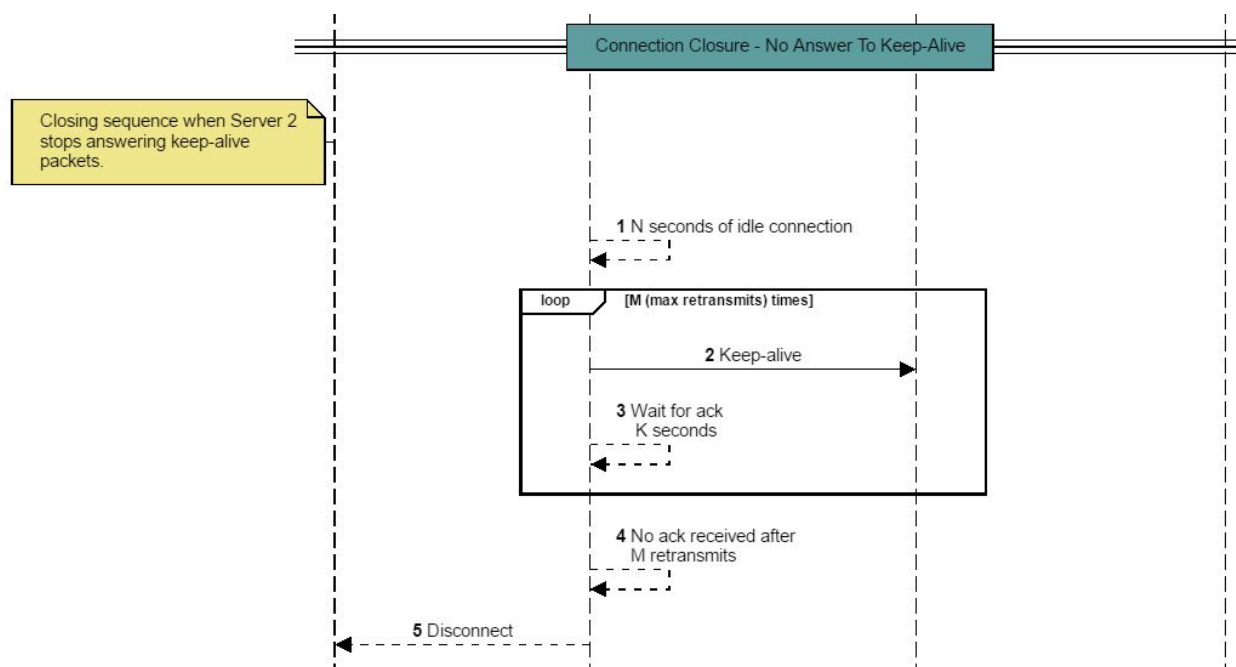 Connection Closure - No Answer To Keep-Alive
Closing sequence when Server 2
stops answering keep-alive
packets.
1 N seconds of idle connection
loop [M (max retransmits) times]
2 Keep-alive
3 Wait for ack
K seconds
4 No ack received after
M retransmits
5 Disconnect